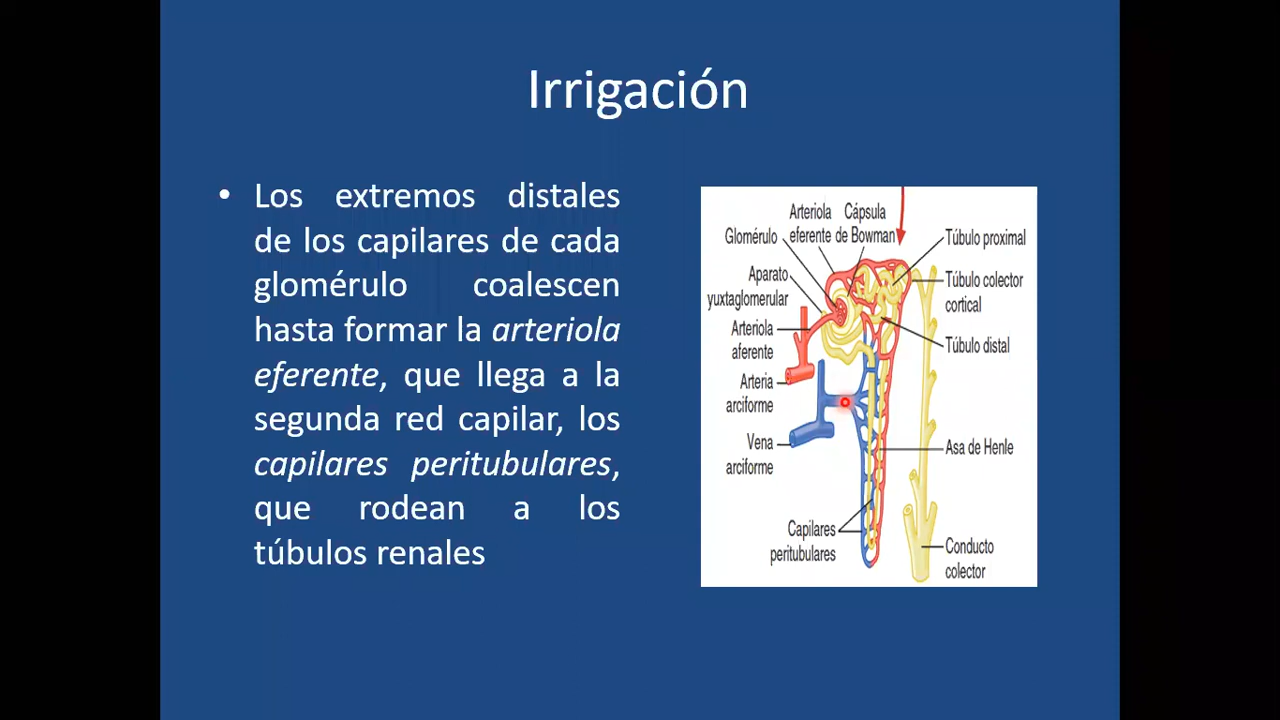 Irrigación
• Los extremos distales
de los capilares de cada
glomérulo coalescen
hasta formar la arteriola
eferente, que llega a la
segunda red capilar, los
capilares peritubulares,
que rodean a los
túbulos renales
Arteriola
eferente
Cápsula
de Bowman
Glomérulo
Túbulo proximal
Aparato
yuxtaglomerular
Túbulo colector
cortical
Arteriola
aferente
Túbulo distal
Arteria
arciforme
Vena
arciforme
Asa de Henle
Capilares
peritubulares
Conducto
colector